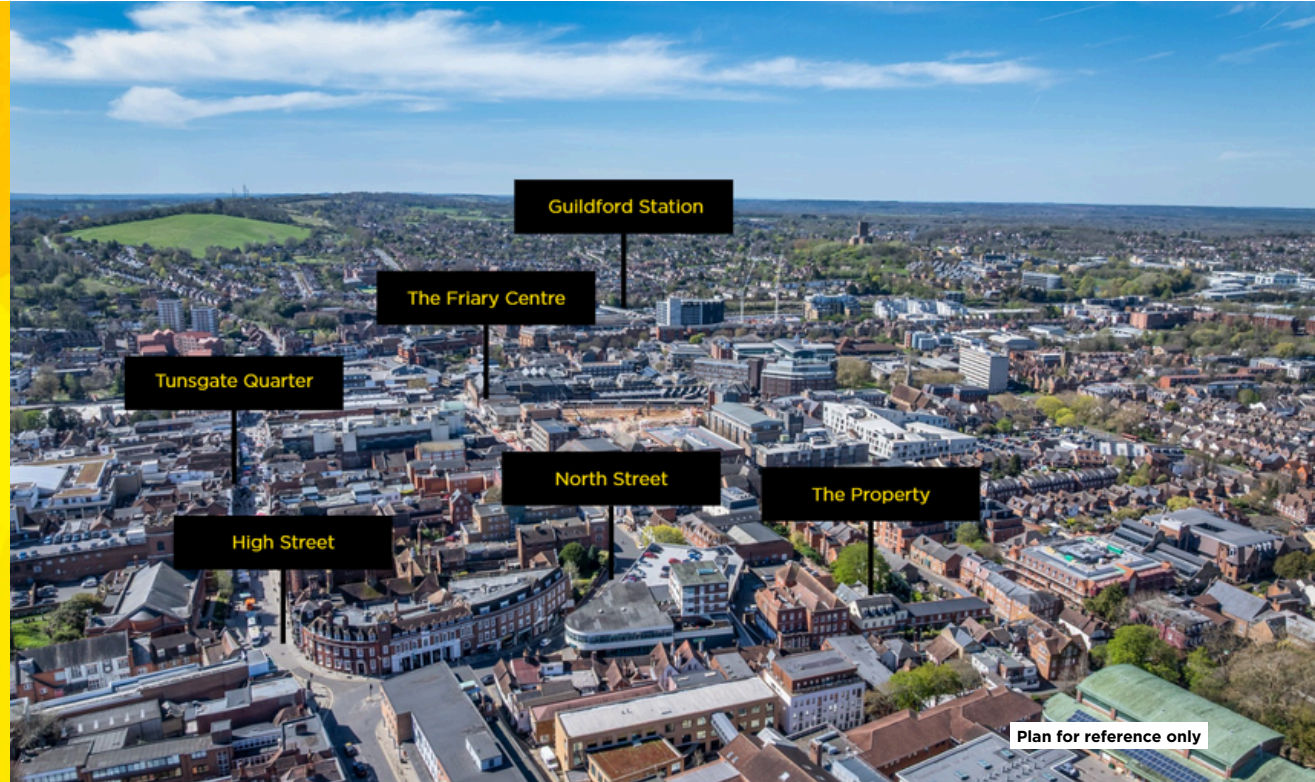 Guildford Station
The Friary Centre
Tunsgate Quarter
North Street
The Property
High Street
Plan for reference only